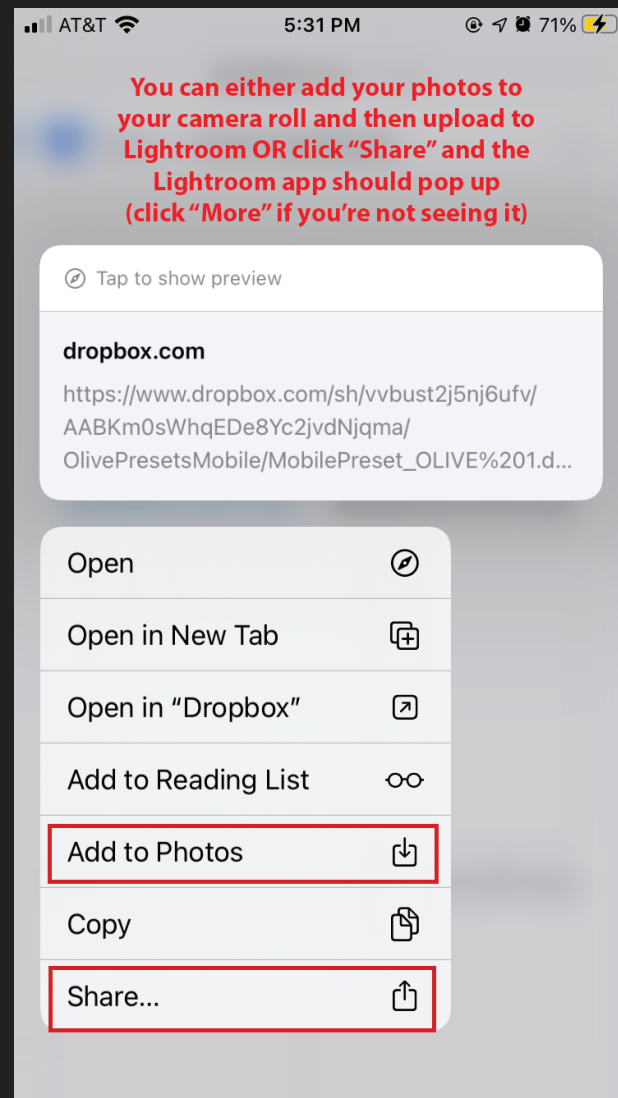 AT&T 5:31 PM 71%
You can either add your photos to
your camera roll and then upload to
Lightroom OR click “Share” and the
Lightroom app should pop up
(click “More” if you’re not seeing it)
Tap to show preview
dropbox.com
https://www.dropbox.com/sh/vvbust2j5nj6ufv/
AABKm0sWhqEDe8Yc2jvdNjqma/
OlivePresetsMobile/MobilePreset_OLIVE%201.d...
Open
Open in New Tab
Open in “Dropbox”
Add to Reading List
Add to Photos
Copy
Share...